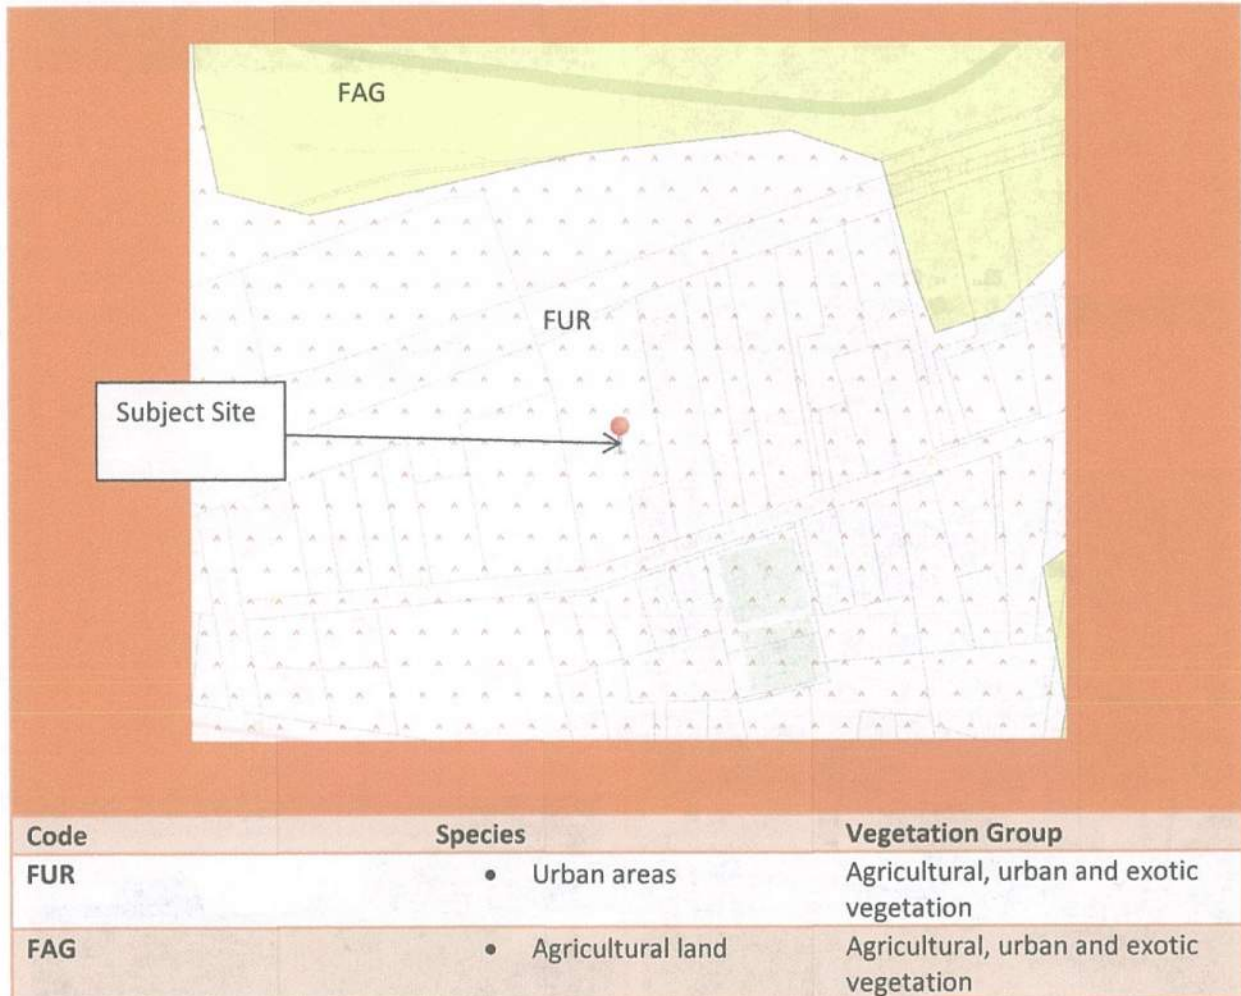 FAG
FUR
Subject Site
Code Species Vegetation Group
FUR • Urban areas Agricultural, urban and exotic
vegetation
FAG • Agricultural land Agricultural, urban and exotic
vegetation